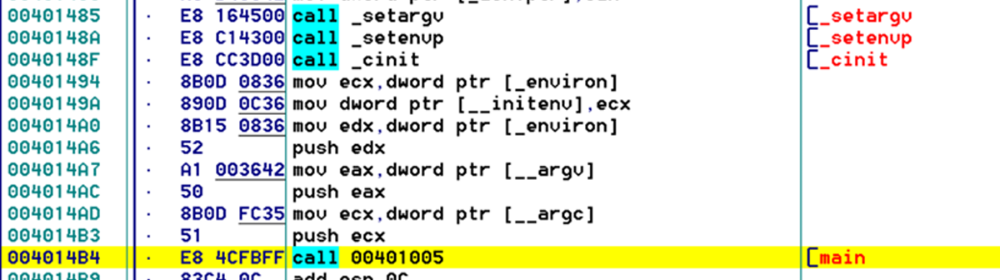 00401485 · E8 164500 call _setargv [_setargv
0040148A · E8 C14300 call _setenvp [_setenvp
0040148F · E8 CC3D00 call _cinit [_cinit
00401494 · 8B0D 0836 mov ecx,dword ptr [_environ]
0040149A · 890D 0C36 mov dword ptr [__initenv],ecx
004014A0 · 8B15 0836 mov edx,dword ptr [_environ]
004014A6 · 52 push edx
004014A7 · A1 003642 mov eax,dword ptr [__argv]
004014AC · 50 push eax
004014AD · 8B0D FC35 mov ecx,dword ptr [__argc]
004014B3 · 51 push ecx
004014B4 · E8 4CFBFF call 00401005 [main
004014B9 · 83C4 0C add esp 0C